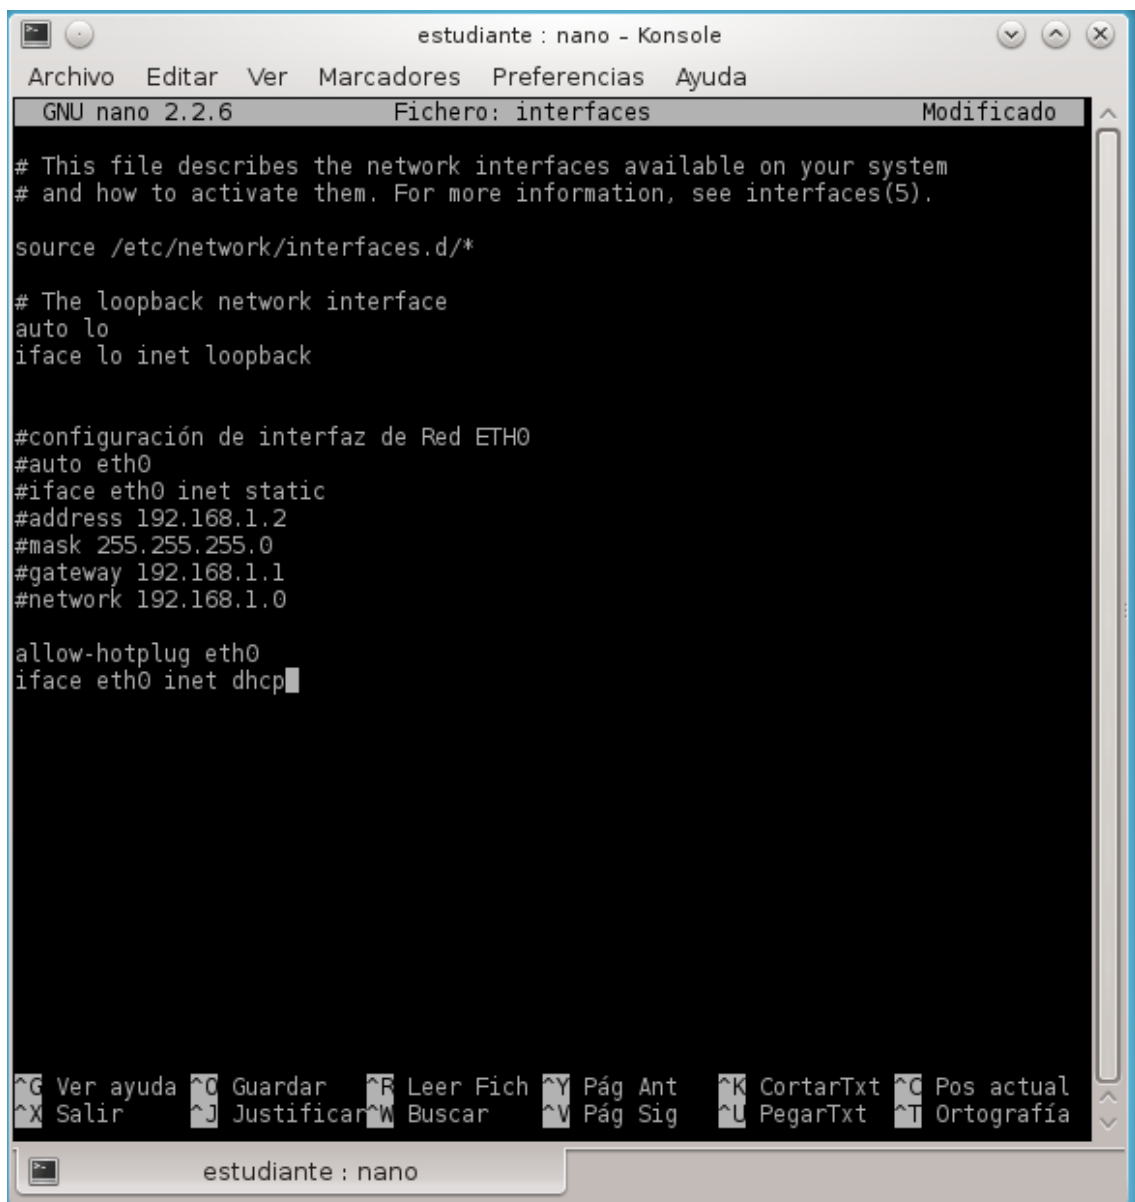 estudiante : nano – Konsole
Archivo Editar Ver Marcadores Preferencias Ayuda
GNU nano 2.2.6 Fichero: interfaces Modificado
# This file describes the network interfaces available on your system
# and how to activate them. For more information, see interfaces(5).
source /etc/network/interfaces.d/*
# The loopback network interface
auto lo
iface lo inet loopback
#configuración de interfaz de Red ETH0
#auto eth0
#iface eth0 inet static
#address 192.168.1.2
#mask 255.255.255.0
#gateway 192.168.1.1
#network 192.168.1.0
allow-hotplug eth0
iface eth0 inet dhcp
^G Ver ayuda ^O Guardar ^R Leer Fich ^Y Pág Ant ^K CortarTxt ^C Pos actual
^X Salir ^J Justificar ^W Buscar ^V Pág Sig ^U PegarTxt ^T Ortografía
estudiante : nano